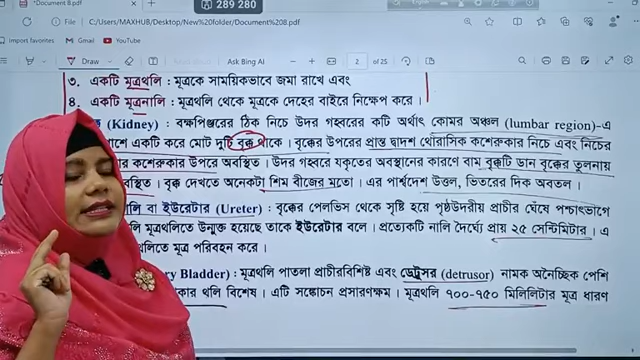 *Document B.pdf
289 280
File
C:/Users/MAXHUB/Desktop/New%20folder/Document%208.pdf
Import favorites
Gmail
YouTube
Draw
Ask Bing AI
2
of 25
৩. একটি মূত্রথলি : মূত্রকে সাময়িকভাবে জমা রাখে এবং
৪. একটি মূত্রনালি : মূত্রথলি থেকে মূত্রকে দেহের বাইরে নিক্ষেপ করে।
(Kidney) : বক্ষপিঞ্জরের ঠিক নিচে উদর গহ্বরের কটি অর্থাৎ কোমর অঞ্চল (lumbar region)-এ
একটি করে মোট দুটি বৃক্ক থাকে। বৃক্কের উপরের প্রান্ত দ্বাদশ থোরাসিক কশেরুকার নিচে এবং নিচের
কশেরুকার উপরে অবস্থিত। উদর গহ্বরে যকৃতের অবস্থানের কারণে বাম বৃক্কটি ডান বৃক্কের তুলনায়
বৃক্ক দেখতে অনেকটা শিম বীজের মতো। এর পার্শ্বদেশ উত্তল, ভিতরের দিক অবতল।
বা ইউরেটার (Ureter) : বৃক্কের পেলভিস থেকে সৃষ্টি হয়ে পৃষ্ঠউদরীয় প্রাচীর ঘেঁষে পশ্চাৎভাগে
মূত্রথলিতে উন্মুক্ত হয়েছে তাকে ইউরেটার বলে। প্রত্যেকটি নালি দৈর্ঘ্যে প্রায় ২৫ সেন্টিমিটার। এ
মূত্র পরিবহন করে।
Bladder) : মূত্রথলি পাতলা প্রাচীরবিশিষ্ট এবং ডেট্রুসর (detrusor) নামক অনৈচ্ছিক পেশি
থলি বিশেষ। এটি সঙ্কোচন প্রসারণক্ষম। মূত্রথলি ৭০০-৭৫০ মিলিলিটার মূত্র ধারণ